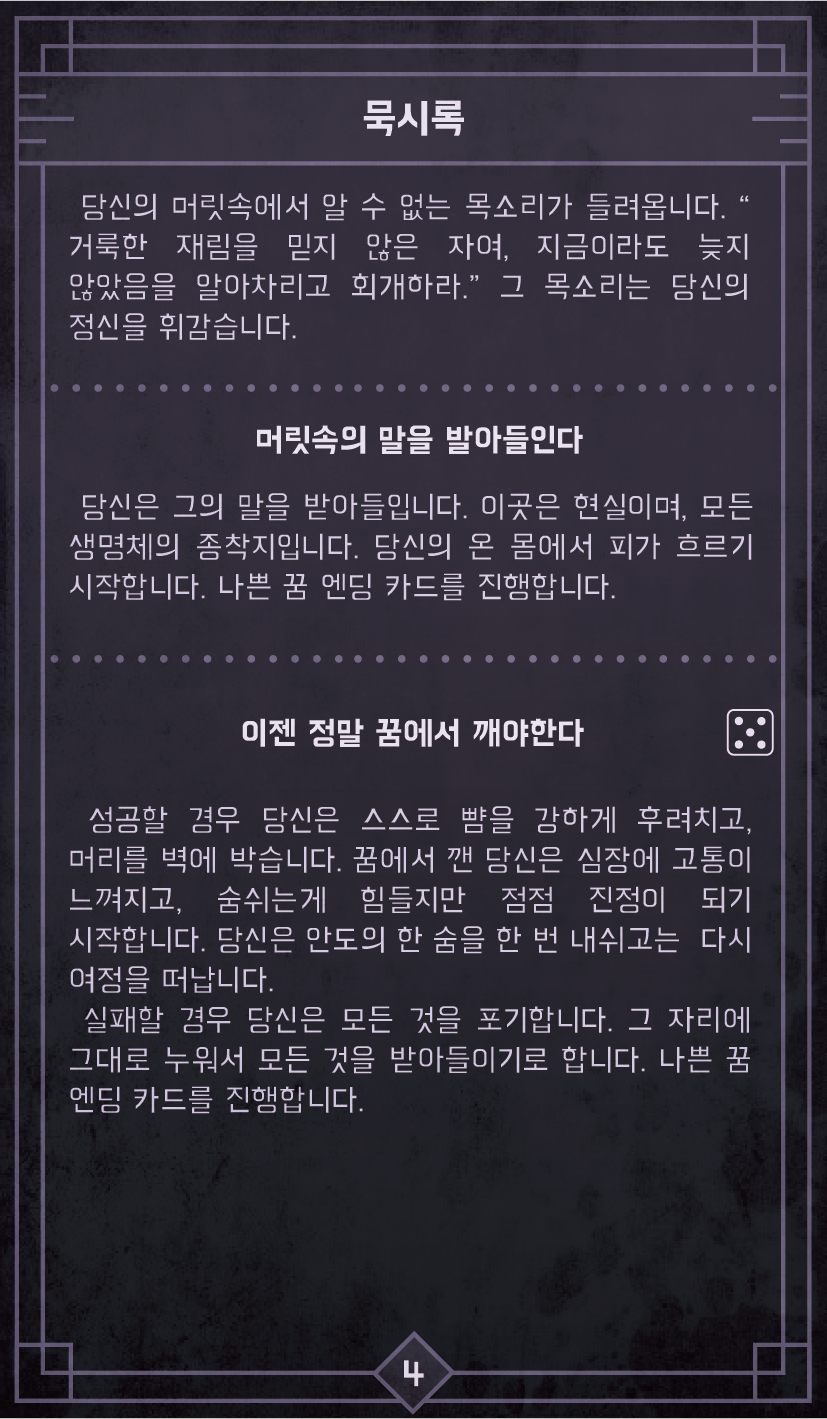 묵시록
당신의 머릿속에서 알 수 없는 목소리가 들려옵니다. “
거룩한 재림을 믿지 않은 자여, 지금이라도 늦지
않았음을 알아차리고 회개하라.” 그 목소리는 당신의
정신을 휘감습니다.
머릿속의 말을 발아들인다
당신은 그의 말을 받아들입니다. 이곳은 현실이며, 모든
생명체의 종착지입니다. 당신의 온 몸에서 피가 흐르기
시작합니다. 나쁜 꿈 엔딩 카드를 진행합니다.
이젠 정말 꿈에서 깨야한다
성공할 경우 당신은 스스로 뺨을 강하게 후려치고,
머리를 벽에 박습니다. 꿈에서 깬 당신은 심장에 고통이
느껴지고, 숨쉬는게 힘들지만 점점 진정이 되기
시작합니다. 당신은 안도의 한 숨을 한 번 내쉬고는 다시
여정을 떠납니다.
실패할 경우 당신은 모든 것을 포기합니다. 그 자리에
그대로 누워서 모든 것을 받아들이기로 합니다. 나쁜 꿈
엔딩 카드를 진행합니다.
4